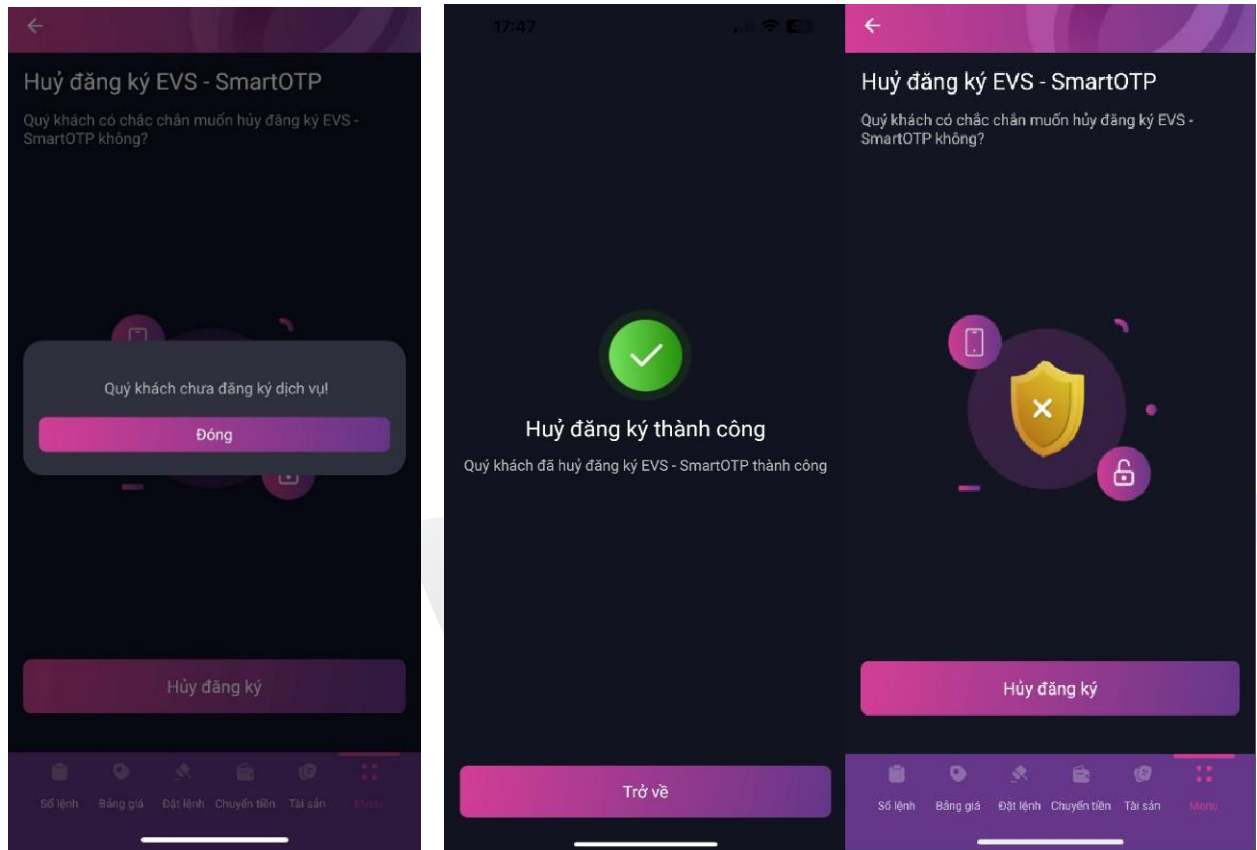 Huỷ đăng ký EVS - SmartOTP
Quý khách có chắc chắn muốn hủy đăng ký EVS -
SmartOTP không?
Quý khách chưa đăng ký dịch vụ!
Đóng
Hủy đăng ký
Sổ lệnh Bảng giá Đặt lệnh Chuyển tiền Tài sản Menu
17:47
Huỷ đăng ký thành công
Quý khách đã huỷ đăng ký EVS - SmartOTP thành công
Trở về
Huỷ đăng ký EVS - SmartOTP
Quý khách có chắc chắn muốn hủy đăng ký EVS -
SmartOTP không?
Hủy đăng ký
Sổ lệnh Bảng giá Đặt lệnh Chuyển tiền Tài sản Menu